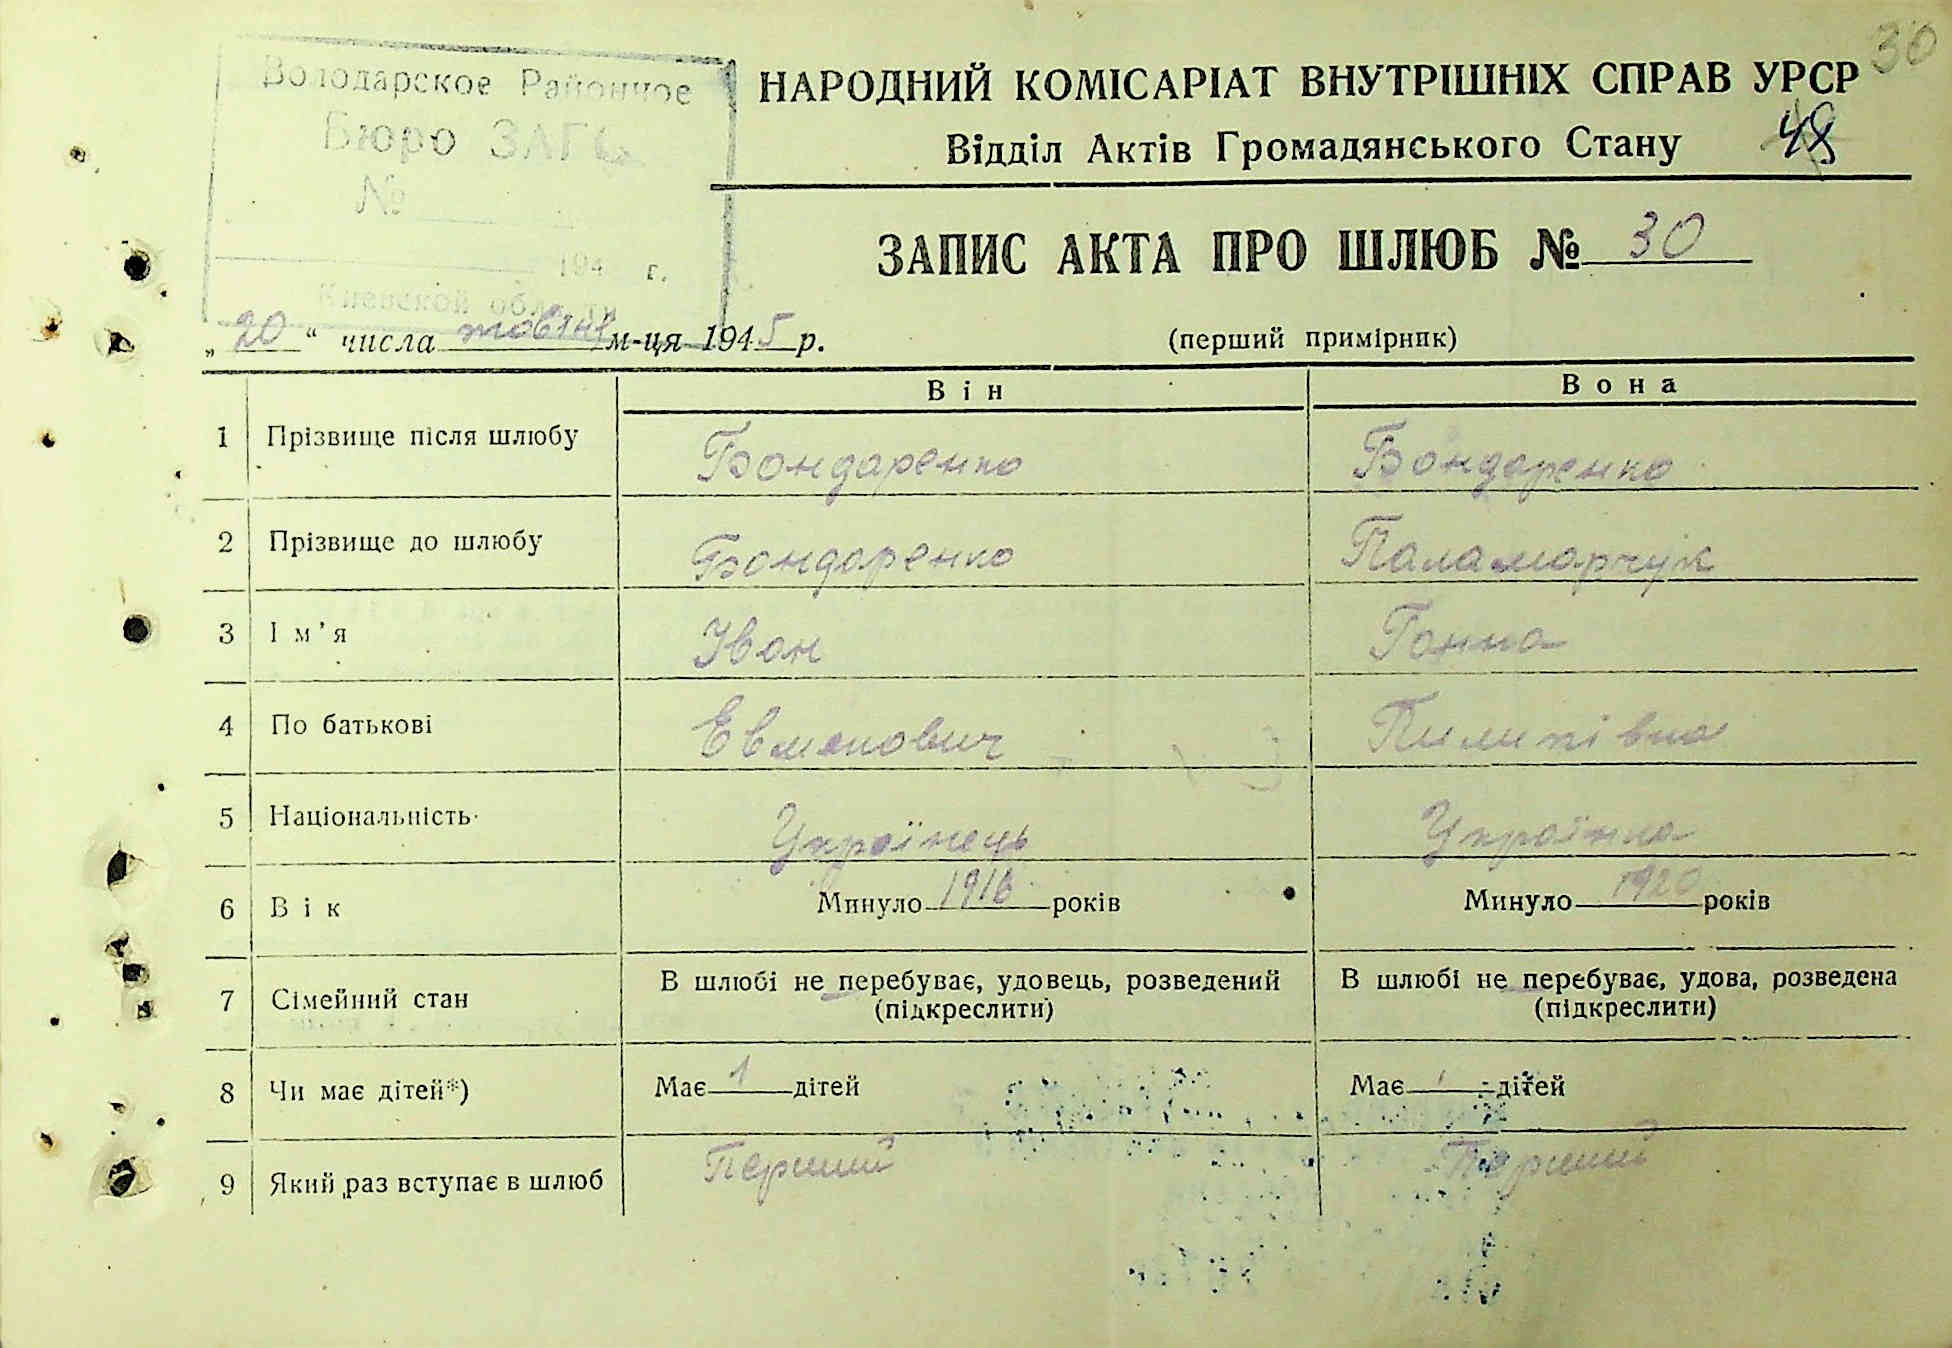 30
Володарское Районное
Бюро ЗАГСа
№
194 г.
Киевской области
НАРОДНИЙ КОМІСАРІАТ ВНУТРІШНІХ СПРАВ УРСР
Відділ Актів Громадянського Стану
ЗАПИС АКТА ПРО ШЛЮБ № 30
„ 20 “ числа жовтня м-ця 1945 р.
(перший примірник)
Він Вона
1 Прізвище після шлюбу Бондаренко Бондаренко
2 Прізвище до шлюбу Бондаренко Паламарчук
3 Ім'я Іван Ганна
4 По батькові Евменович Пилипівна
5 Національність Українець Українка
6 Вік Минуло 1916 років Минуло 1920 років
7 Сімейний стан В шлюбі не перебуває, удовець, розведений (підкреслити) В шлюбі не перебуває, удова, розведена (підкреслити)
8 Чи має дітей*) Має 1 дітей Має дітей
9 Який раз вступає в шлюб Перший Перший